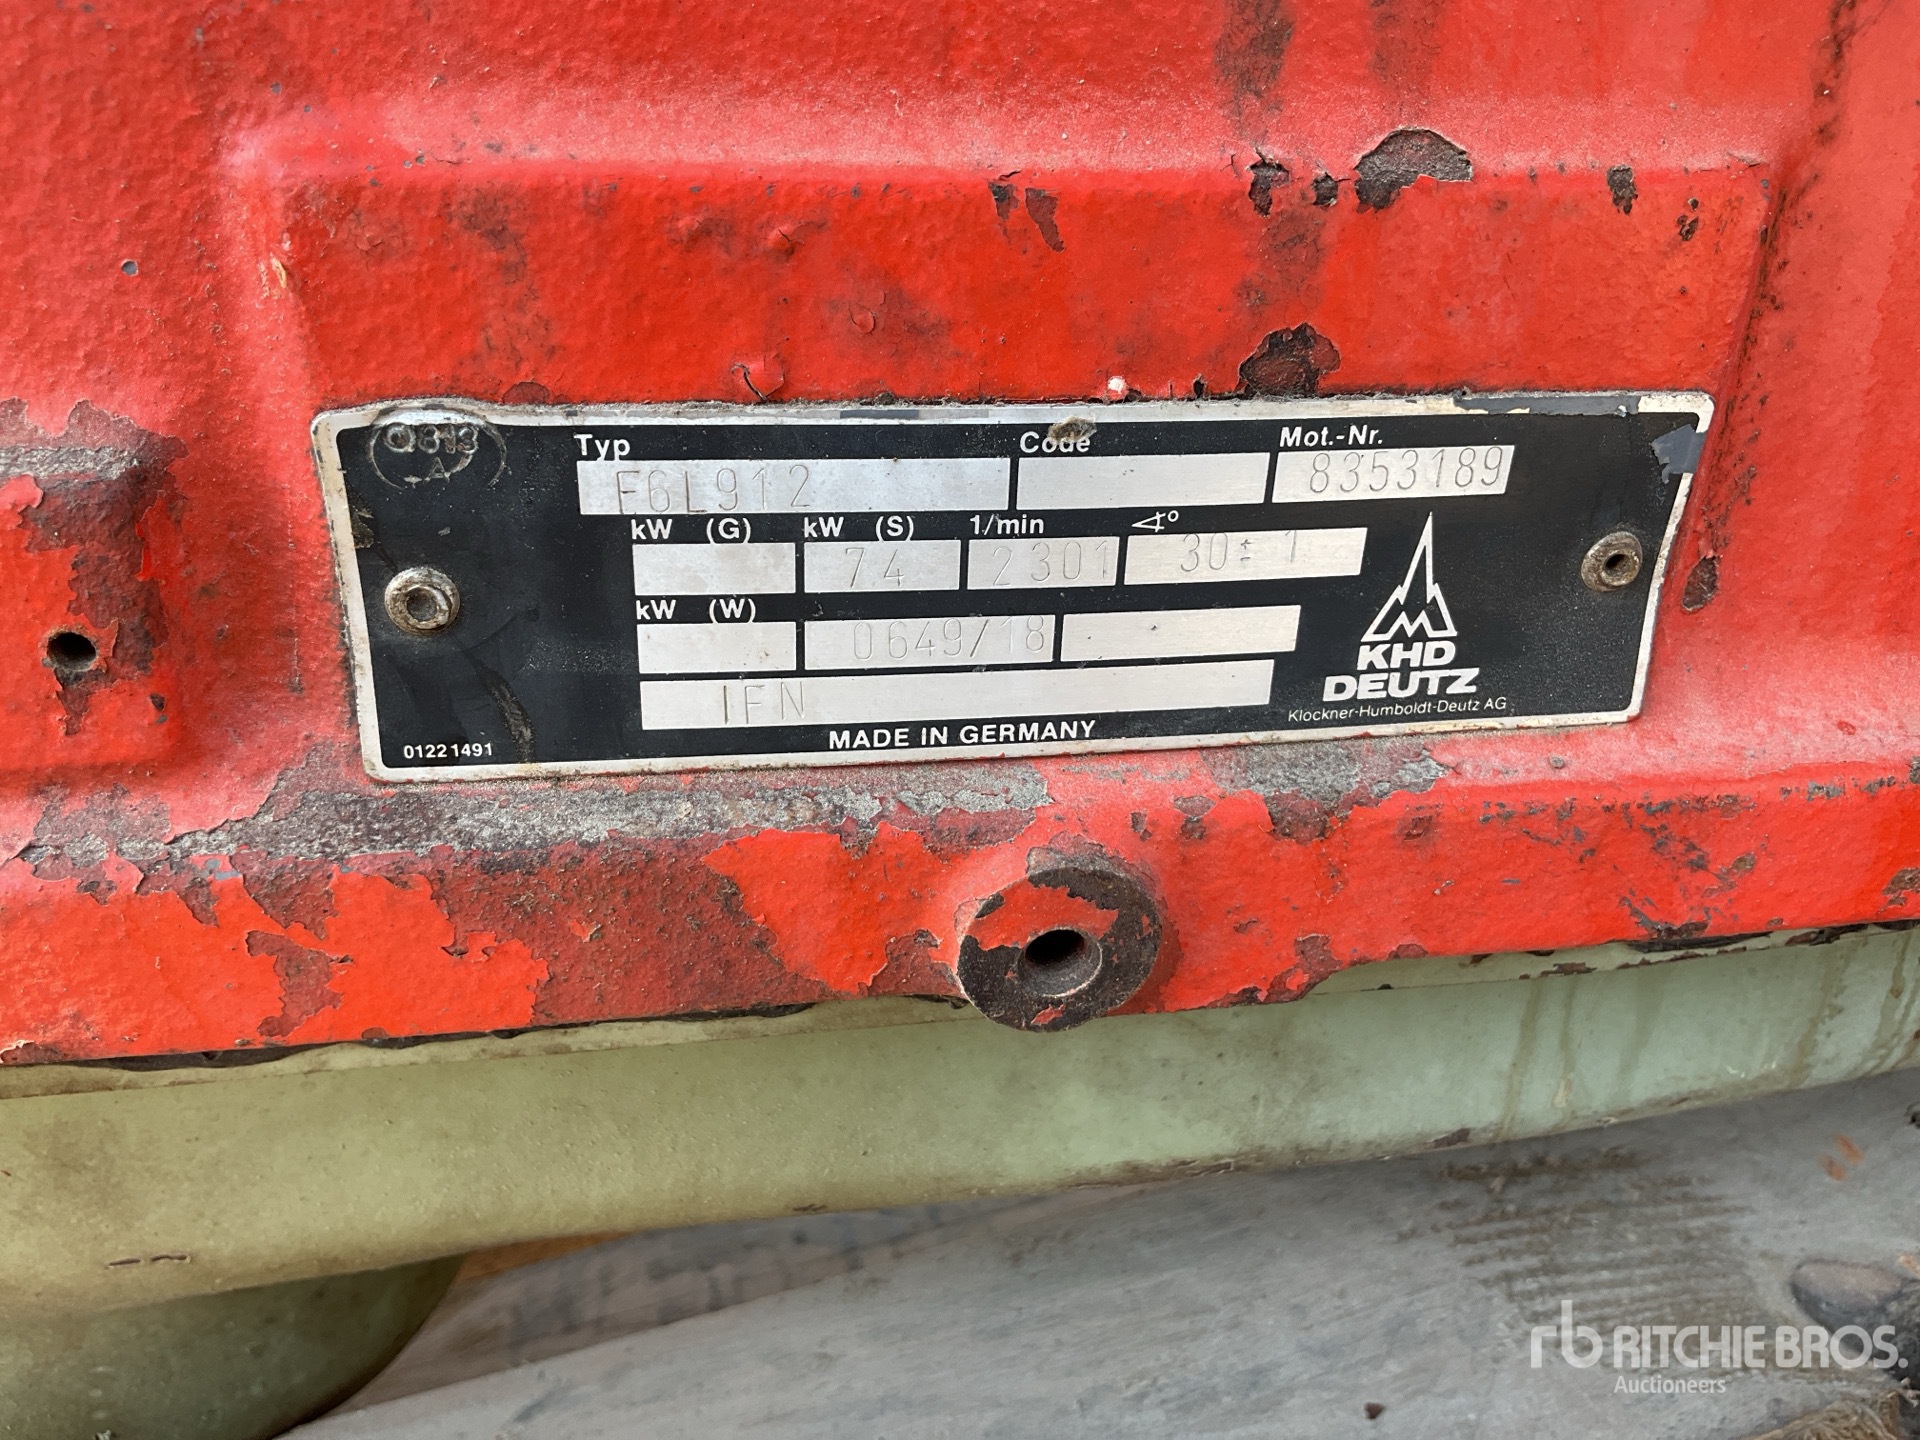 Q813
A
Typ Code Mot.-Nr.
F6L912 8353189
kW (G) kW (S) 1/min ∢°
74 2301 30± 1
kW (W)
0649/18
IFN
KHD
DEUTZ
Klöckner-Humboldt-Deutz AG
01221491
MADE IN GERMANY
rb RITCHIE BROS.
Auctioneers